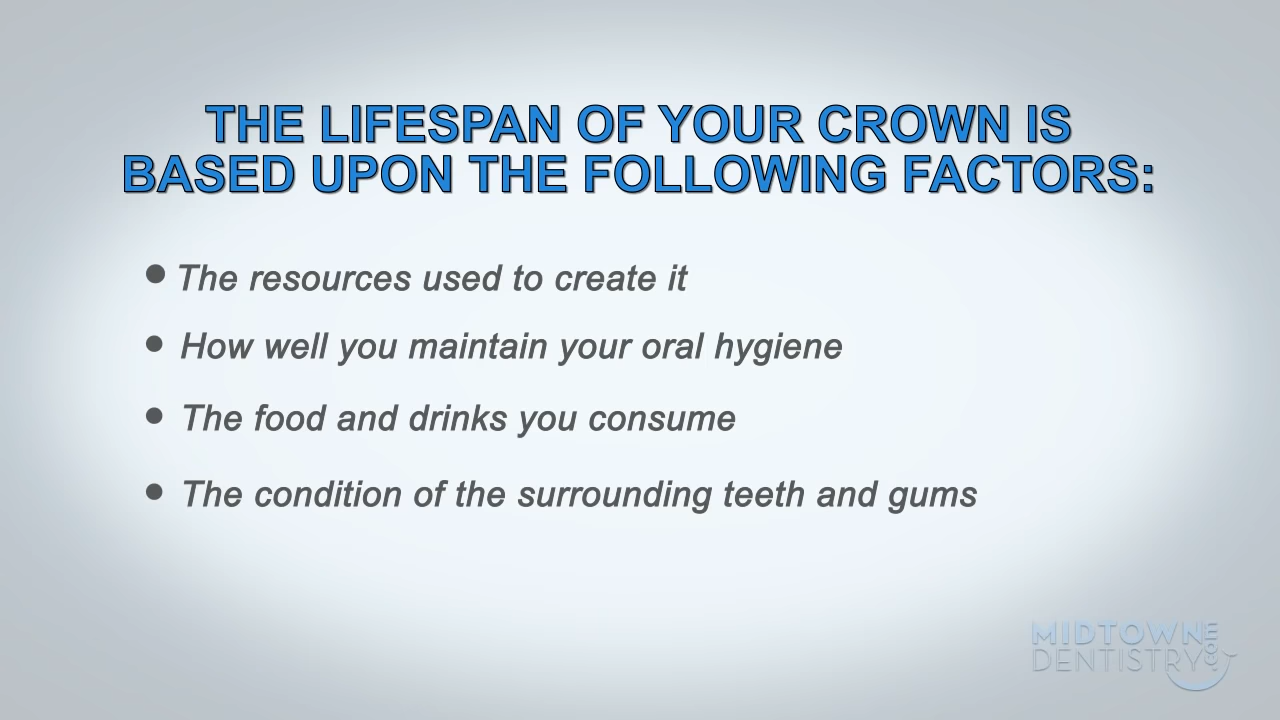 THE LIFESPAN OF YOUR CROWN IS
BASED UPON THE FOLLOWING FACTORS:
• The resources used to create it
• How well you maintain your oral hygiene
• The food and drinks you consume
• The condition of the surrounding teeth and gums
MIDTOWN
DENTISTRY
.COM